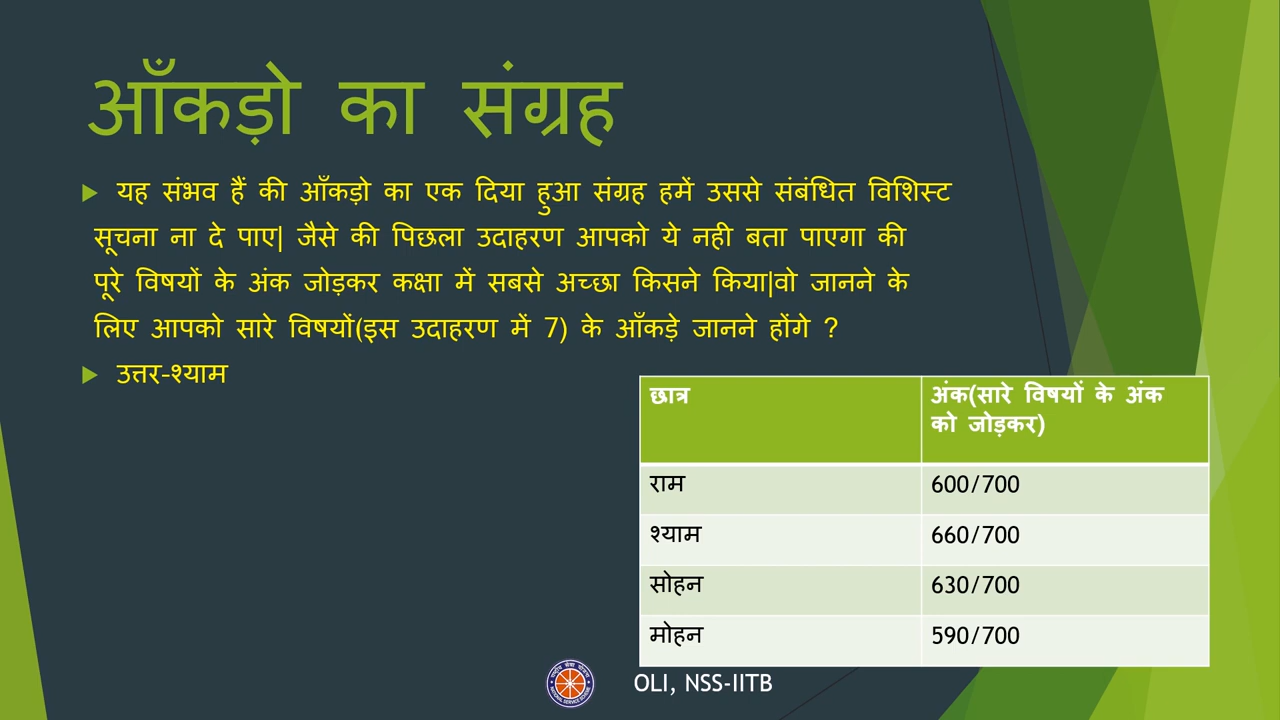 आँकड़ो का संग्रह
यह संभव हैं की आँकड़ो का एक दिया हुआ संग्रह हमें उससे संबंधित विशिस्ट
सूचना ना दे पाए| जैसे की पिछला उदाहरण आपको ये नही बता पाएगा की
पूरे विषयों के अंक जोड़कर कक्षा में सबसे अच्छा किसने किया|वो जानने के
लिए आपको सारे विषयों(इस उदाहरण में 7) के आँकड़े जानने होंगे ?
उत्तर-श्याम
छात्र अंक(सारे विषयों के अंक
को जोड़कर)
राम 600/700
श्याम 660/700
सोहन 630/700
मोहन 590/700
OLI, NSS-IITB